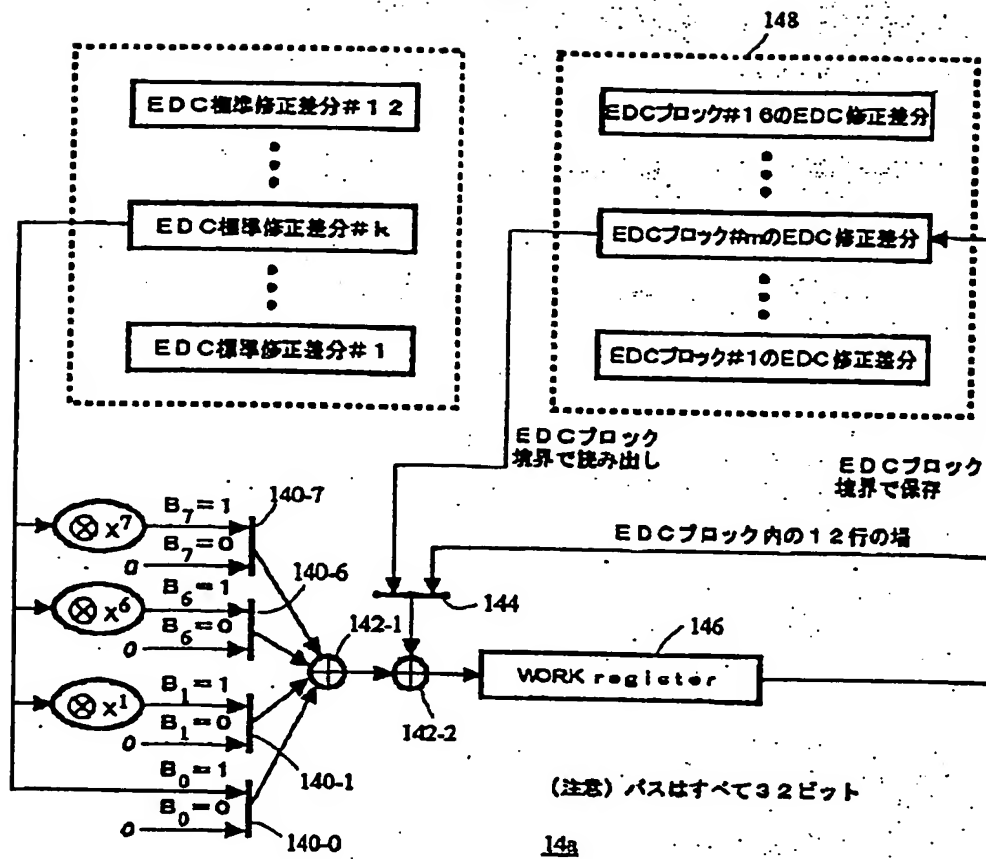 148
EDC標準修正差分#12
EDC標準修正差分#k
EDC標準修正差分#1
EDCブロック#16のEDC修正差分
EDCブロック#mのEDC修正差分
EDCブロック#1のEDC修正差分
EDCブロック
境界で読み出し
EDCブロック
境界で保存
EDCブロック内の12行の場
⊗ x⁷
B₇=1
B₇=0
0
140-7
⊗ x⁶
B₆=1
B₆=0
0
140-6
⊗ x¹
B₁=1
B₁=0
0
140-1
B₀=1
B₀=0
0
140-0
142-1
142-2
144
146
WORK register
(注意)パスはすべて32ビット
14a